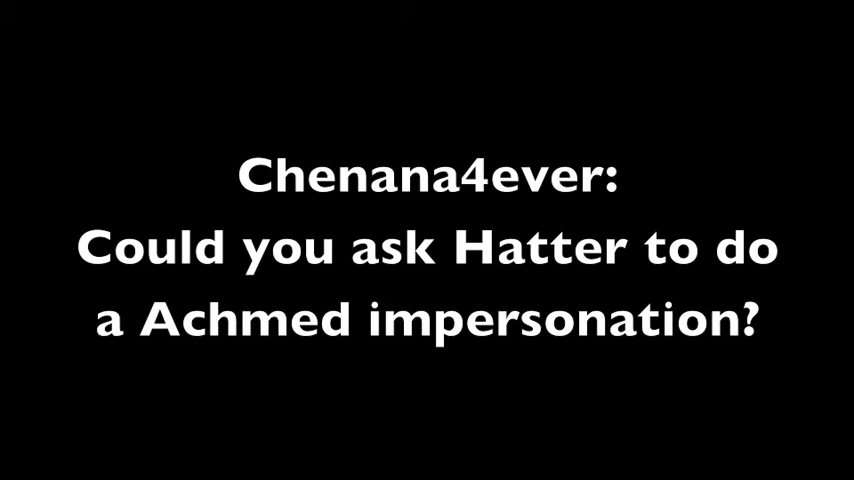 Chenana4ever:
Could you ask Hatter to do
a Achmed impersonation?